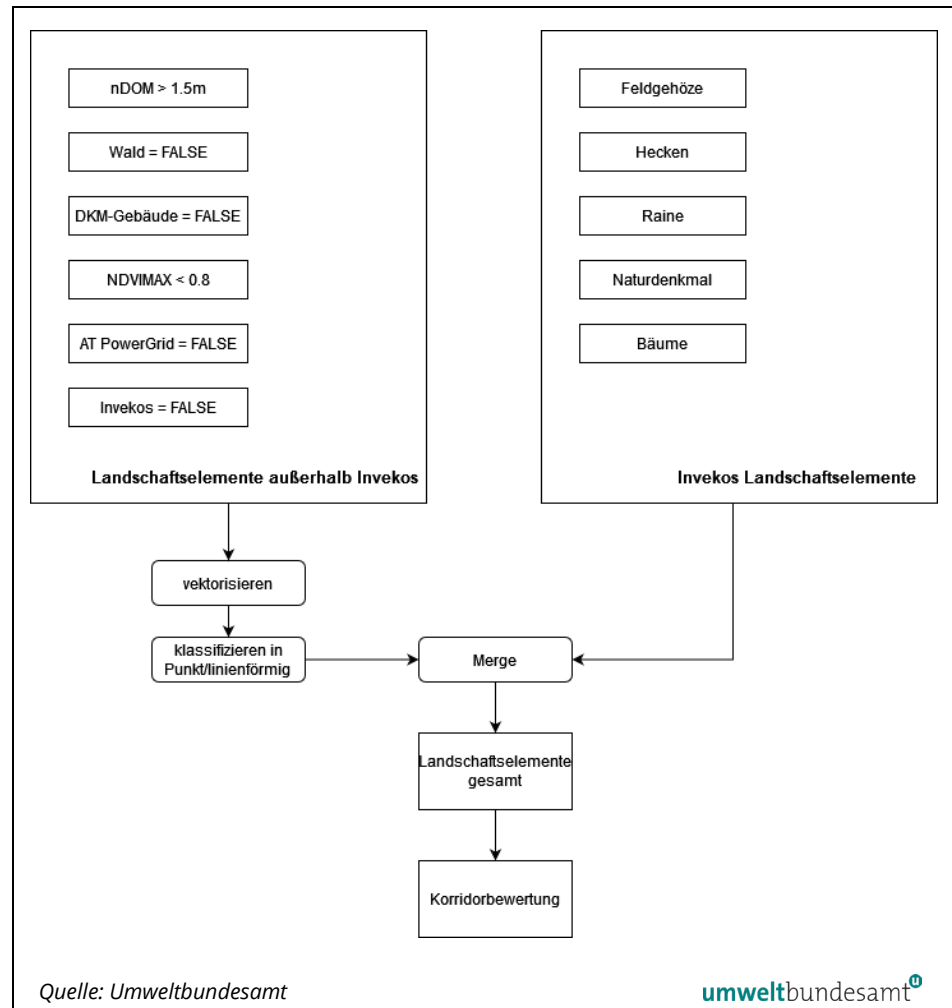 nDOM > 1.5m
Wald = FALSE
DKM-Gebäude = FALSE
NDVIMAX < 0.8
AT PowerGrid = FALSE
Invekos = FALSE
Landschaftselemente außerhalb Invekos
Feldgehöze
Hecken
Raine
Naturdenkmal
Bäume
Invekos Landschaftselemente
vektorisieren
klassifizieren in
Punkt/linienförmig
Merge
Landschaftselemente
gesamt
Korridorbewertung
Quelle: Umweltbundesamt
umweltbundesamt
u